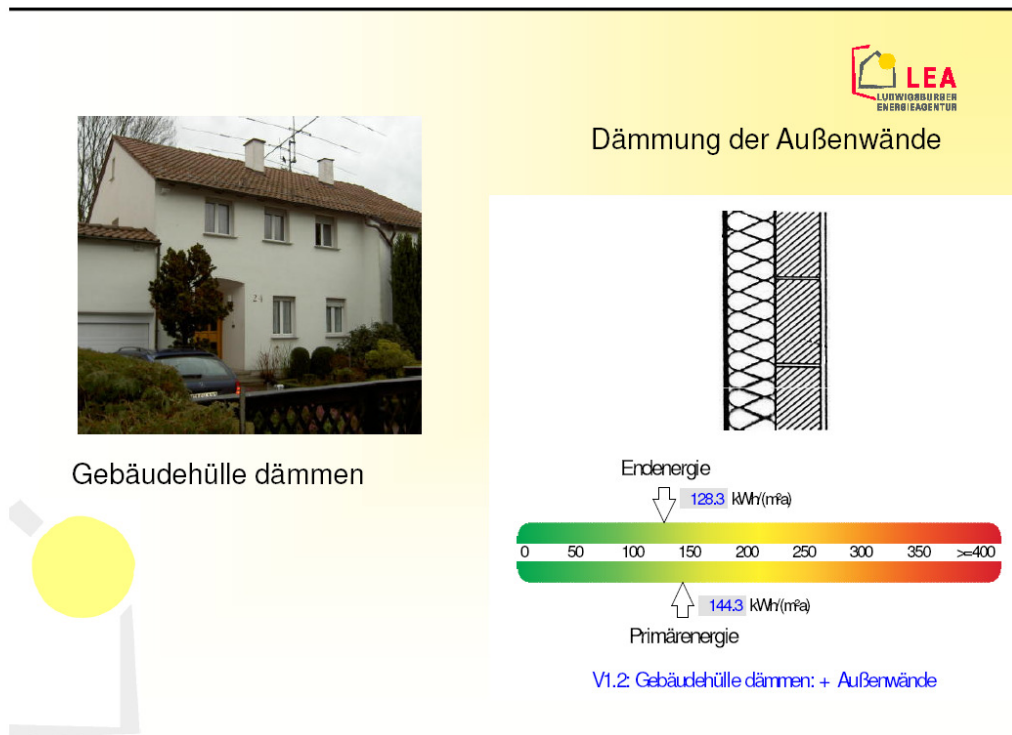 LEA
LUDWIGSBURGER
ENERGIEAGENTUR
Dämmung der Außenwände
24
Gebäudehülle dämmen
Endenergie
128.3 kWh/(m²a)
0 50 100 150 200 250 300 350 >=400
144.3 kWh/(m²a)
Primärenergie
V1.2: Gebäudehülle dämmen: + Außenwände